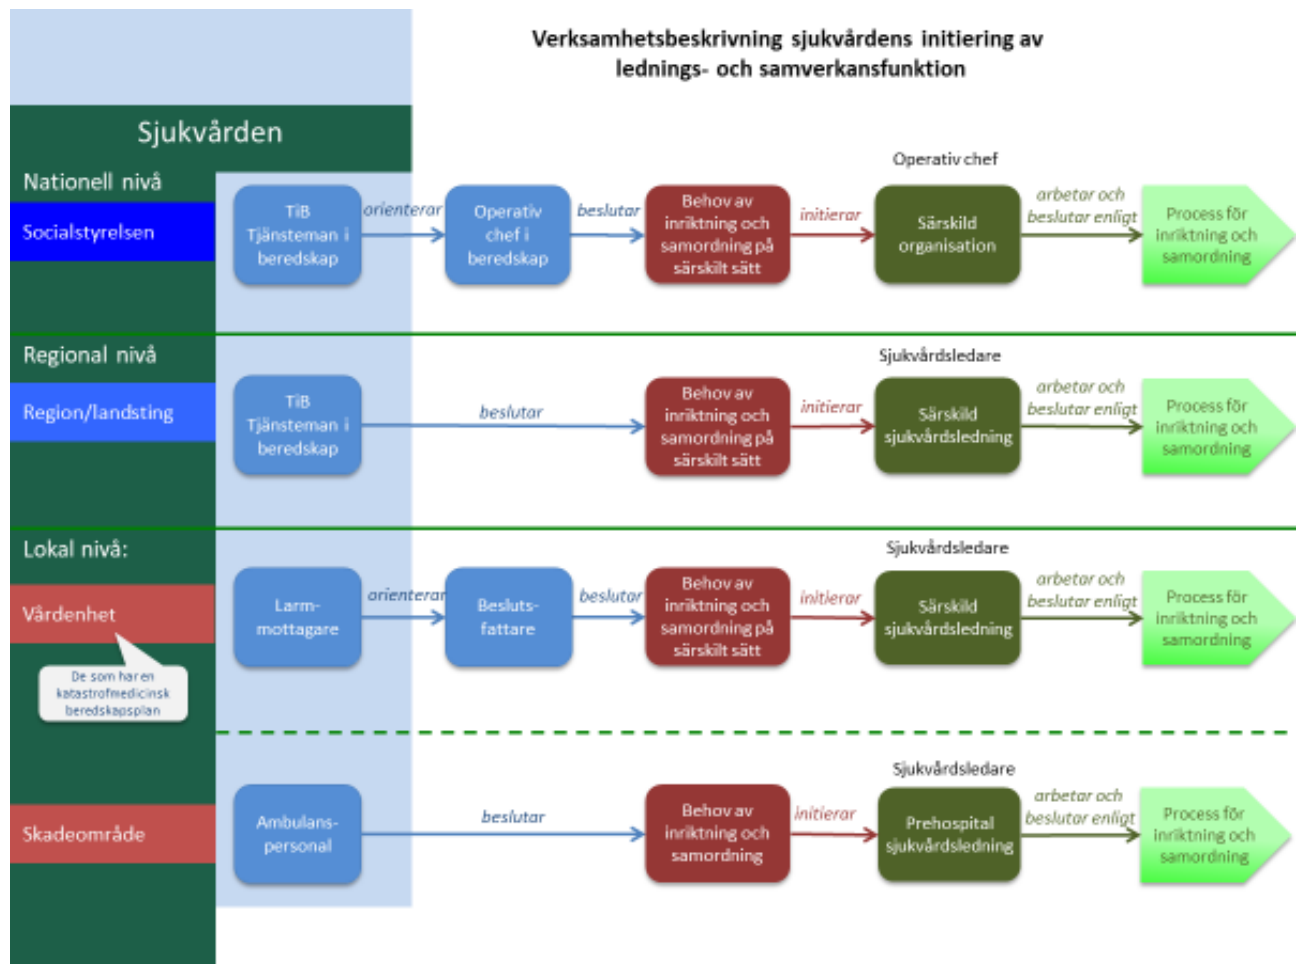 Verksamhetsbeskrivning sjukvårdens initiering av
lednings- och samverkansfunktion
Sjukvården
Nationell nivå
Socialstyrelsen
TiB
Tjänsteman i
beredskap
orienterar
Operativ
chef i
beredskap
beslutar
Behov av
inriktning och
samordning på
särskilt sätt
initierar
Operativ chef
Särskild
organisation
arbetar och
beslutar enligt
Process för
inriktning och
samordning
Regional nivå
Region/landsting
TiB
Tjänsteman i
beredskap
beslutar
Behov av
inriktning och
samordning på
särskilt sätt
initierar
Sjukvårdsledare
Särskild
sjukvårdsledning
arbetar och
beslutar enligt
Process för
inriktning och
samordning
Lokal nivå:
Vårdenhet
De som har en
katastrofmedicinsk
beredskapsplan
Larm-
mottagare
orienterar
Besluts-
fattare
beslutar
Behov av
inriktning och
samordning på
särskilt sätt
initierar
Sjukvårdsledare
Särskild
sjukvårdsledning
arbetar och
beslutar enligt
Process för
inriktning och
samordning
Skadeområde
Ambulans-
personal
beslutar
Behov av
inriktning och
samordning
initierar
Sjukvårdsledare
Prehospital
sjukvårdsledning
arbetar och
beslutar enligt
Process för
inriktning och
samordning